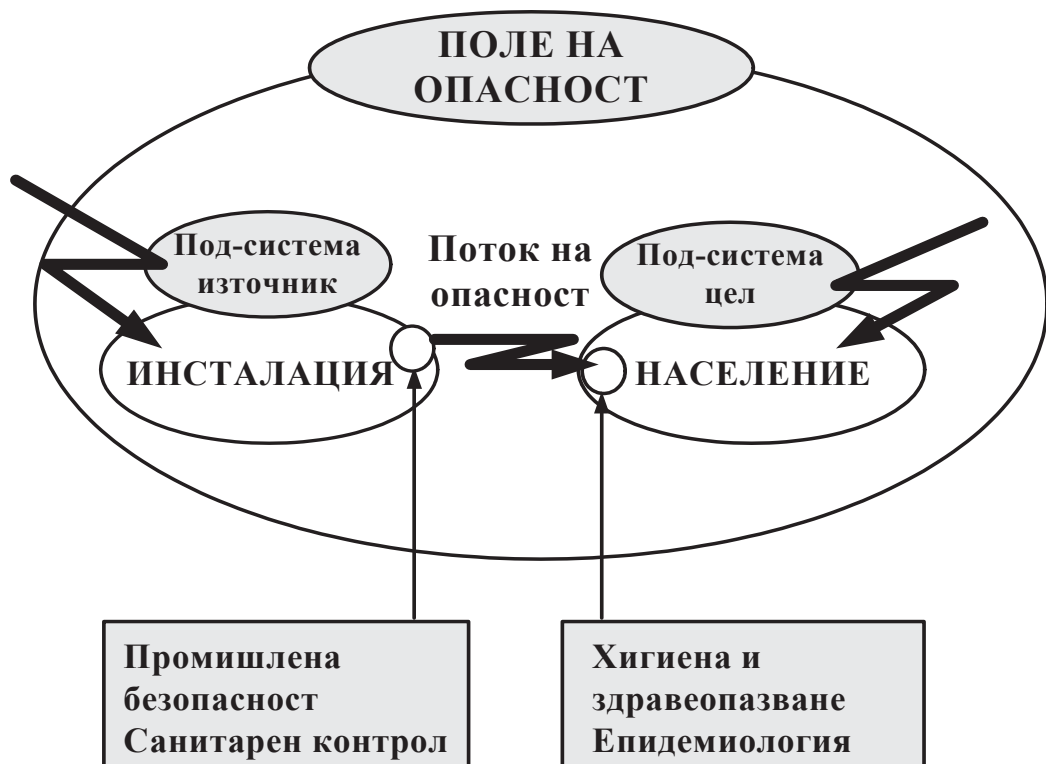 ПОЛЕ НА
ОПАСНОСТ
Под-система
източник
Поток на
опасност
Под-система
цел
ИНСТАЛАЦИЯ
НАСЕЛЕНИЕ
Промишлена
безопасност
Санитарен контрол
Хигиена и
здравеопазване
Епидемиология